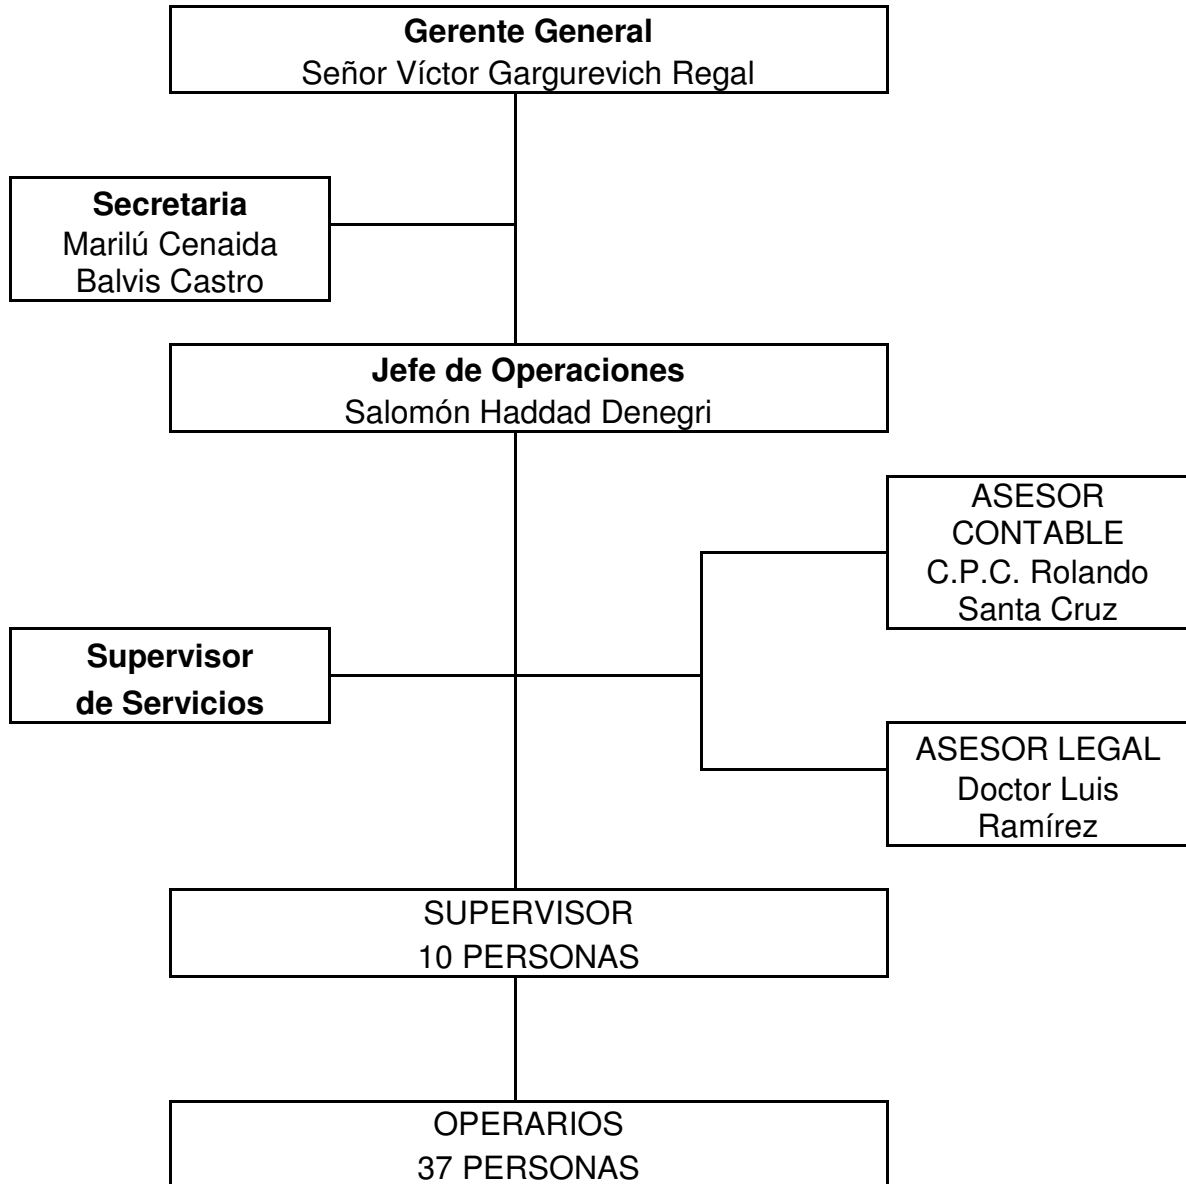 Gerente General
Señor Víctor Gargurevich Regal
Secretaria
Marilú Cenaida
Balvis Castro
Jefe de Operaciones
Salomón Haddad Denegri
ASESOR
CONTABLE
C.P.C. Rolando
Santa Cruz
Supervisor
de Servicios
ASESOR LEGAL
Doctor Luis
Ramírez
SUPERVISOR
10 PERSONAS
OPERARIOS
37 PERSONAS